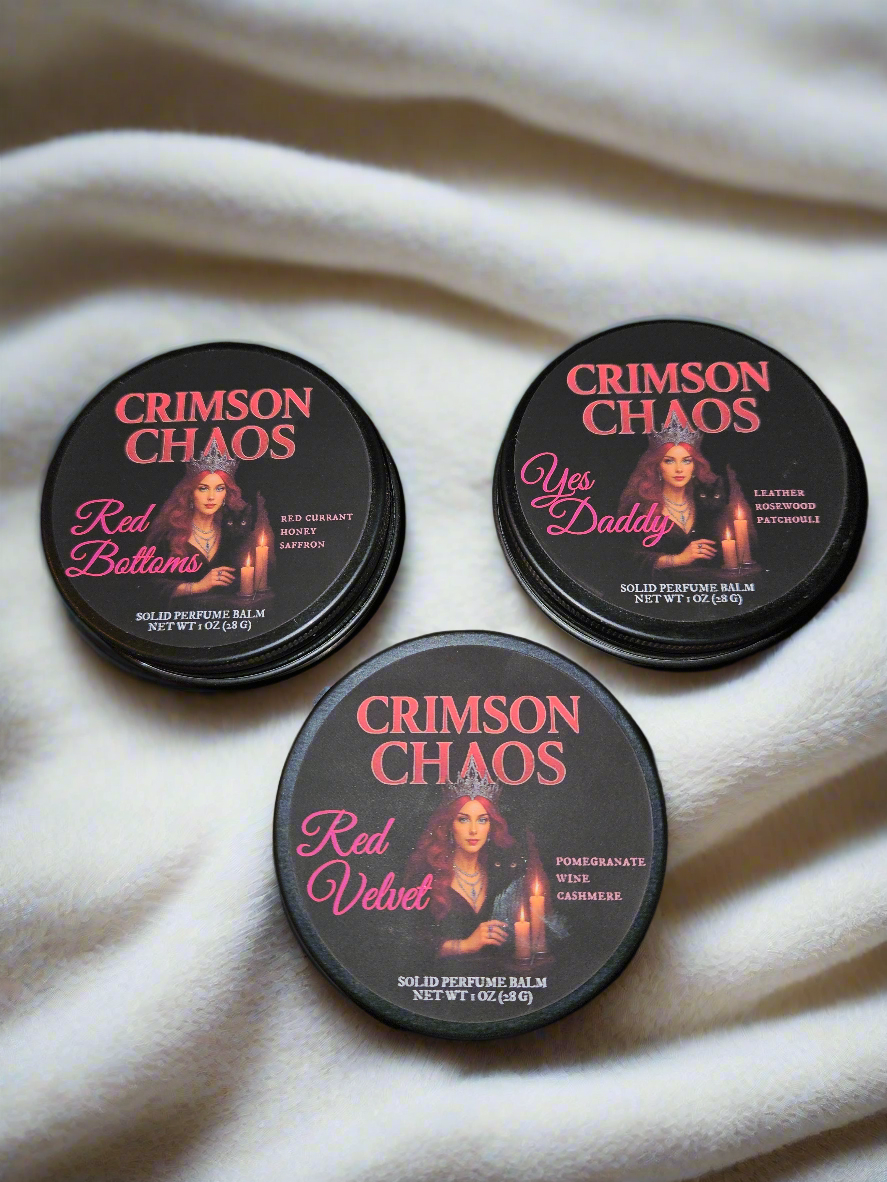 CRIMSON
CHAOS
Red
Bottoms
RED CURRANT
HONEY
SAFFRON
SOLID PERFUME BALM
NET WT 1 OZ (28 G)
CRIMSON
CHAOS
Yes
Daddy
LEATHER
ROSEWOOD
PATCHOULI
SOLID PERFUME BALM
NET WT 1 OZ (28 G)
CRIMSON
CHAOS
Red
Velvet
POMEGRANATE
WINE
CASHMERE
SOLID PERFUME BALM
NET WT 1 OZ (28 G)